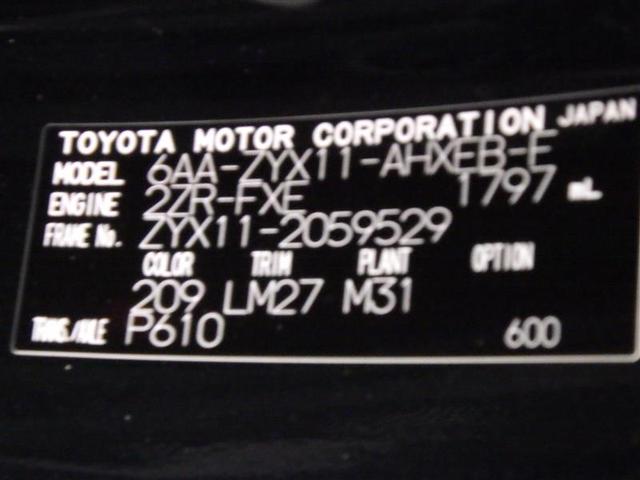 TOYOTA MOTOR CORPORATION JAPAN
MODEL 6AA-ZYX11-AHXEB-E
ENGINE 2ZR-FXE 1797 mL
FRAME No. ZYX11-2059529
COLOR TRIM PLANT OPTION
209 LM27 M31
TRANS./AXLE P610 600